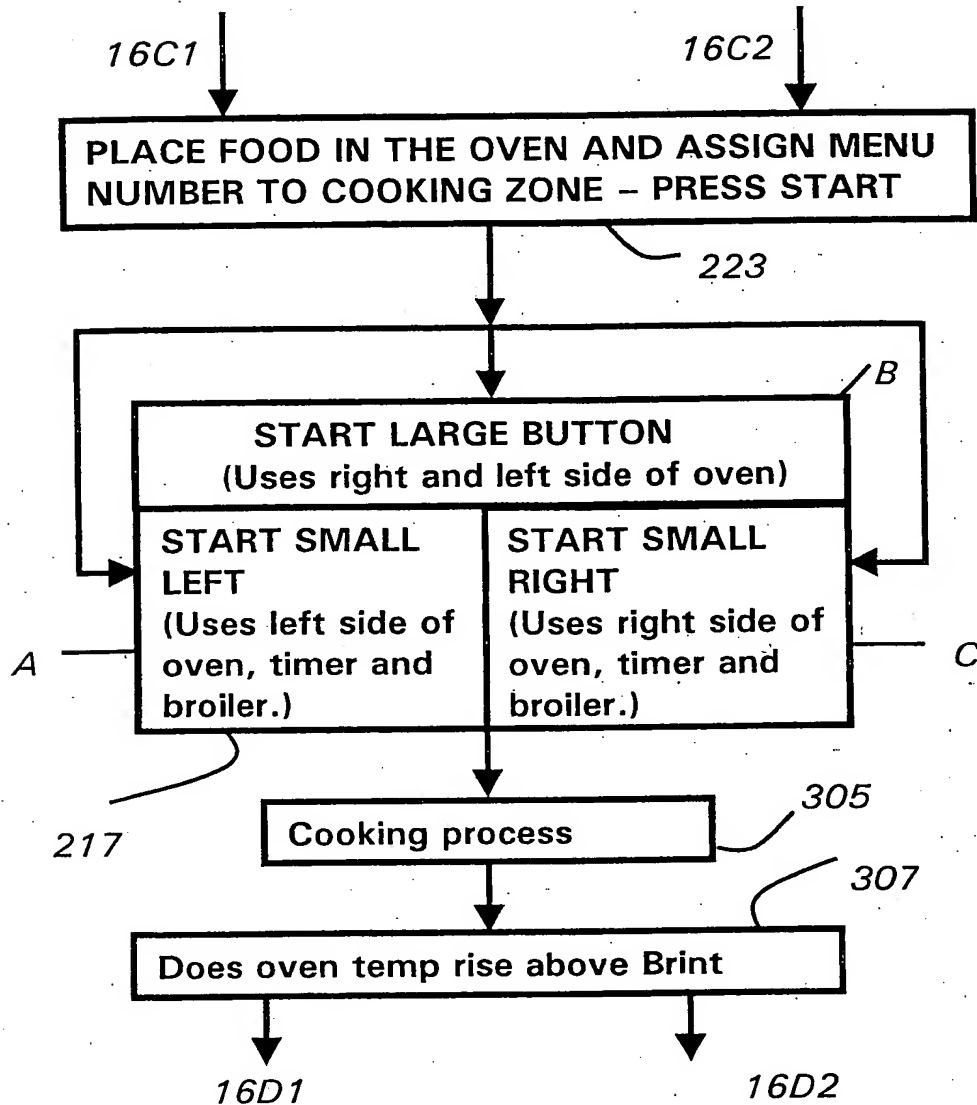 16C1
16C2
PLACE FOOD IN THE OVEN AND ASSIGN MENU
NUMBER TO COOKING ZONE – PRESS START
223
B
START LARGE BUTTON
(Uses right and left side of oven)
START SMALL
LEFT
(Uses left side of
oven, timer and
broiler.)
START SMALL
RIGHT
(Uses right side of
oven, timer and
broiler.)
A
C
217
Cooking process
305
307
Does oven temp rise above Brint
16D1
16D2